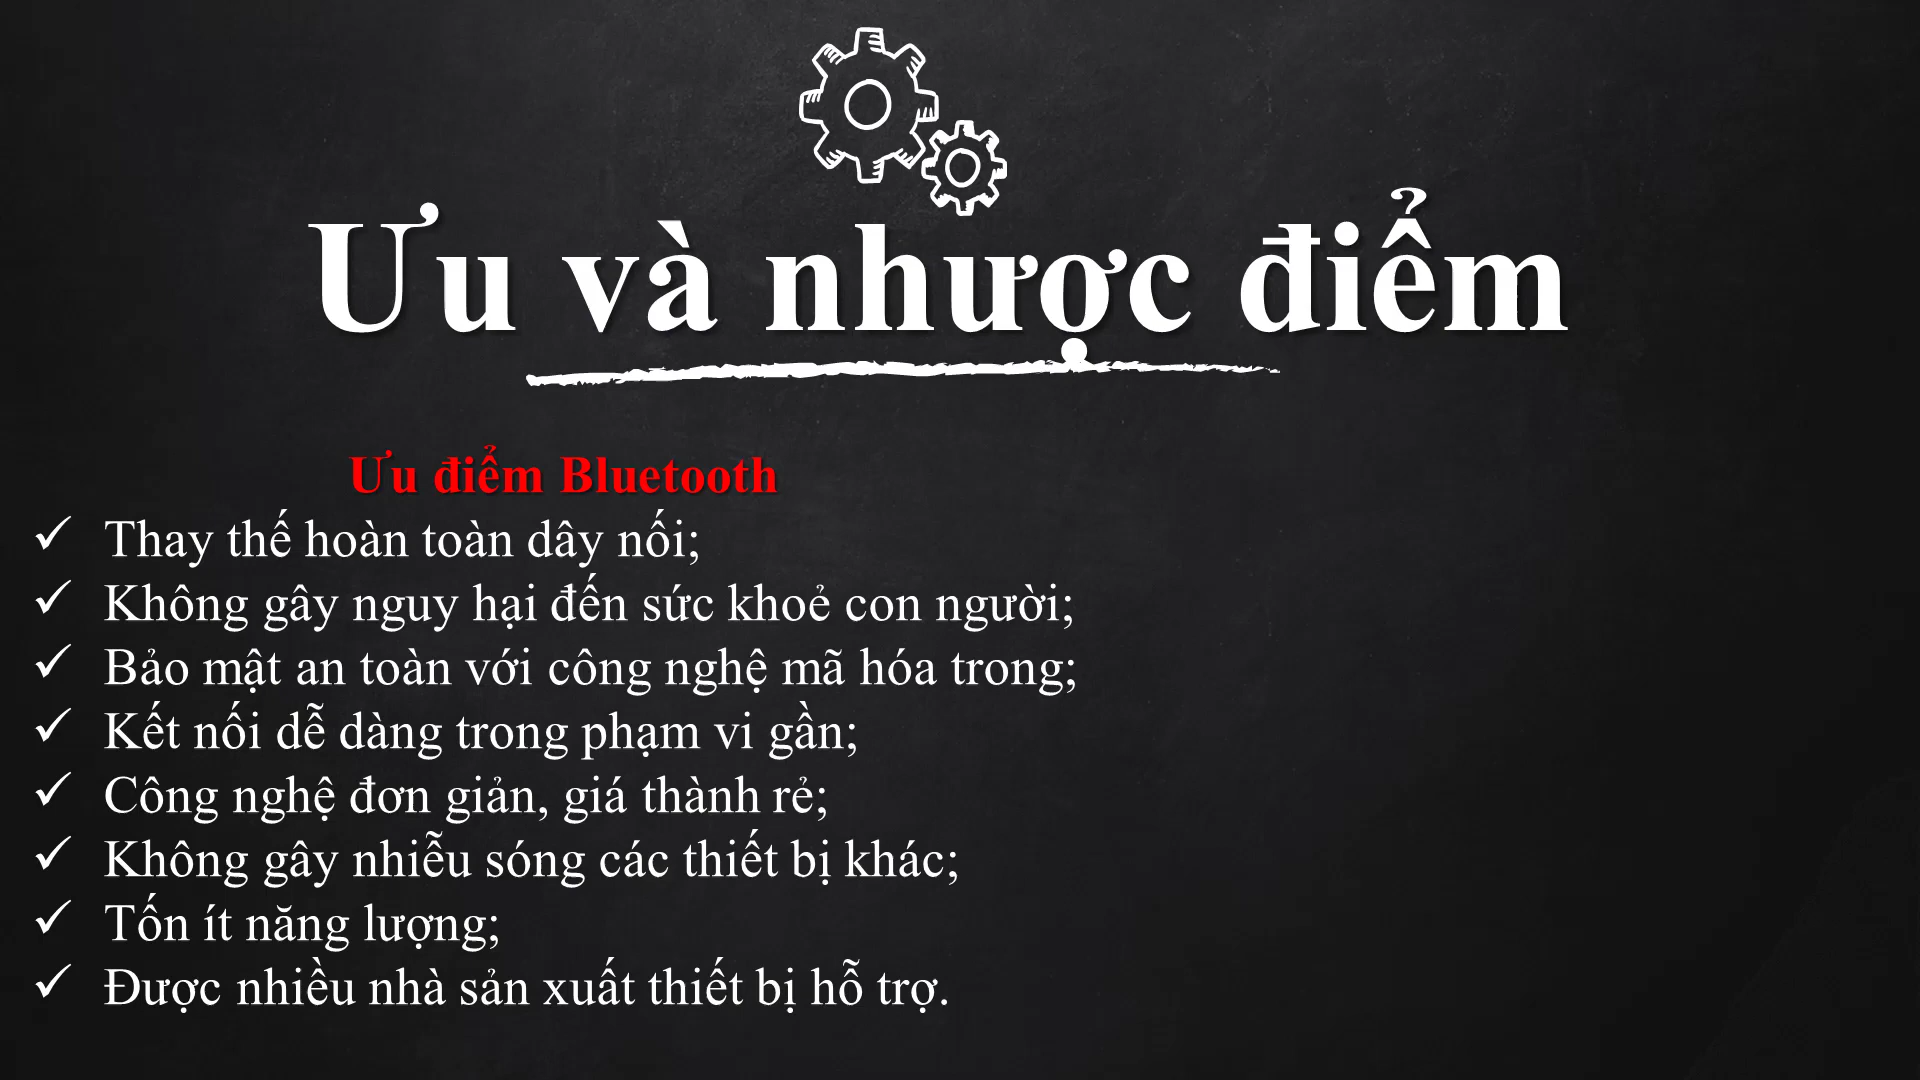 Ưu và nhược điểm
Ưu điểm Bluetooth
✓ Thay thế hoàn toàn dây nối;
✓ Không gây nguy hại đến sức khoẻ con người;
✓ Bảo mật an toàn với công nghệ mã hóa trong;
✓ Kết nối dễ dàng trong phạm vi gần;
✓ Công nghệ đơn giản, giá thành rẻ;
✓ Không gây nhiễu sóng các thiết bị khác;
✓ Tốn ít năng lượng;
✓ Được nhiều nhà sản xuất thiết bị hỗ trợ.